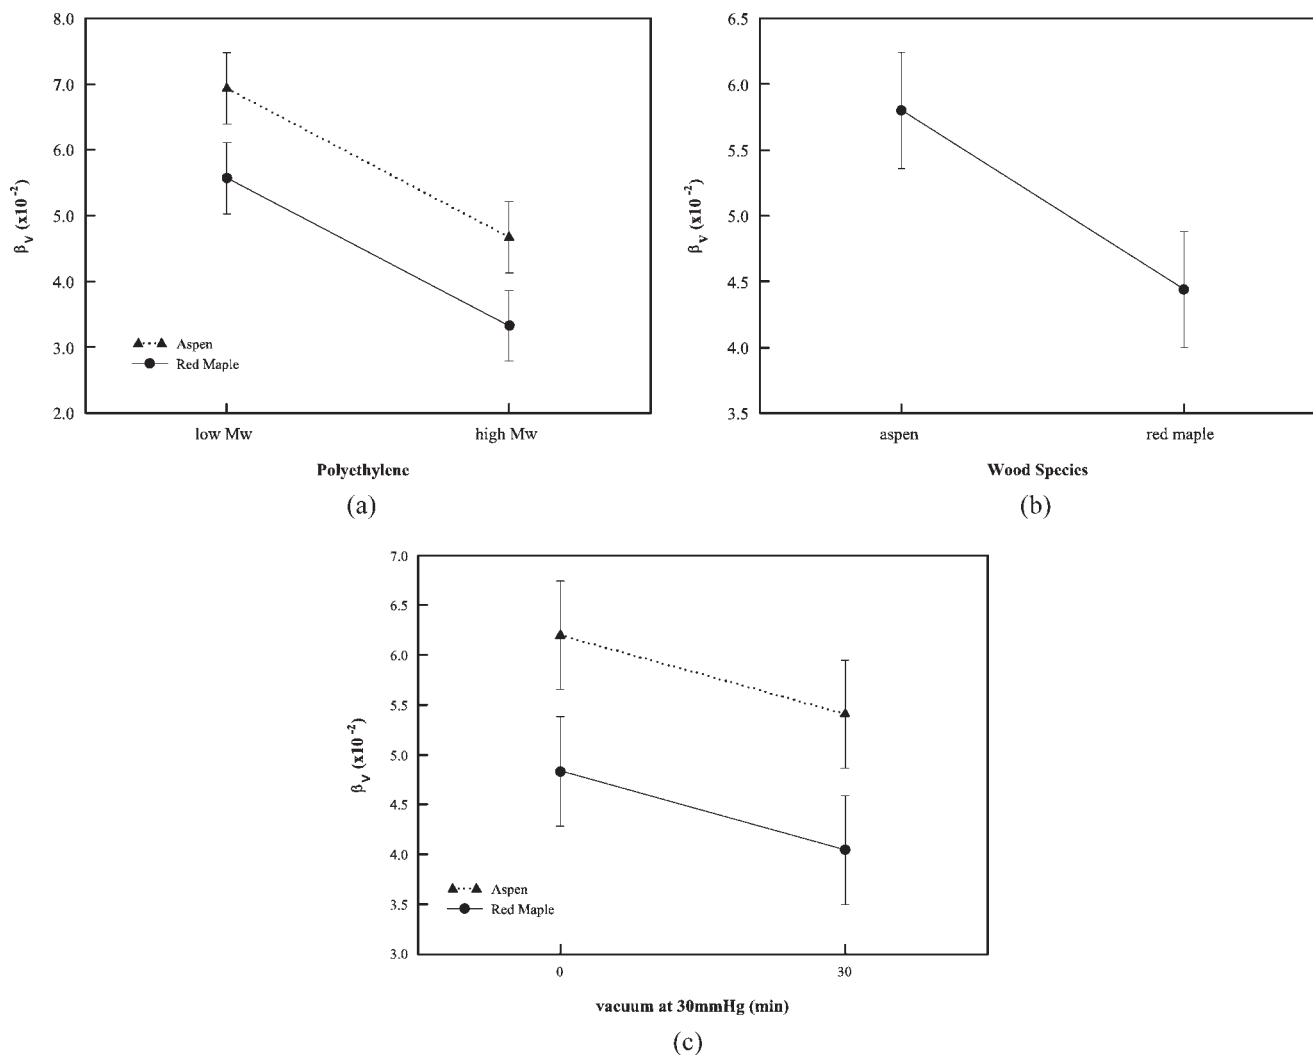 8.0
7.0
6.0
5.0
4.0
3.0
2.0
βV (x10-2)
Aspen
Red Maple
low Mw high Mw
Polyethylene
(a)
6.5
6.0
5.5
5.0
4.5
4.0
3.5
βV (x10-2)
aspen red maple
Wood Species
(b)
7.0
6.5
6.0
5.5
5.0
4.5
4.0
3.5
3.0
βV (x10-2)
Aspen
Red Maple
0 30
vacuum at 30mmHg (min)
(c)